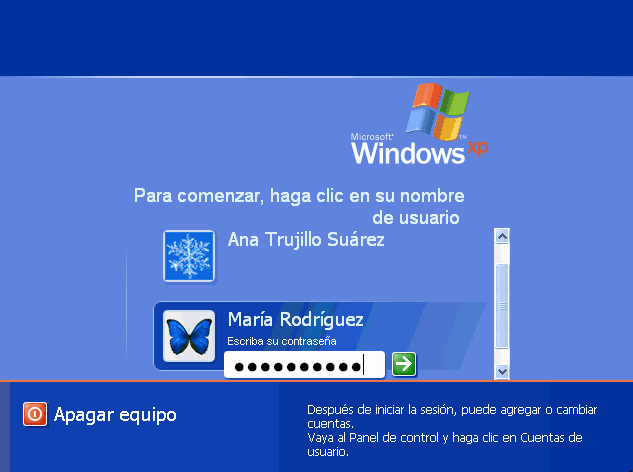 Microsoft®
Windows xp™
Para comenzar, haga clic en su nombre
de usuario
Ana Trujillo Suárez
María Rodríguez
Escriba su contraseña
●●●●●●●●●●
Apagar equipo
Después de iniciar la sesión, puede agregar o cambiar
cuentas.
Vaya al Panel de control y haga clic en Cuentas de
usuario.